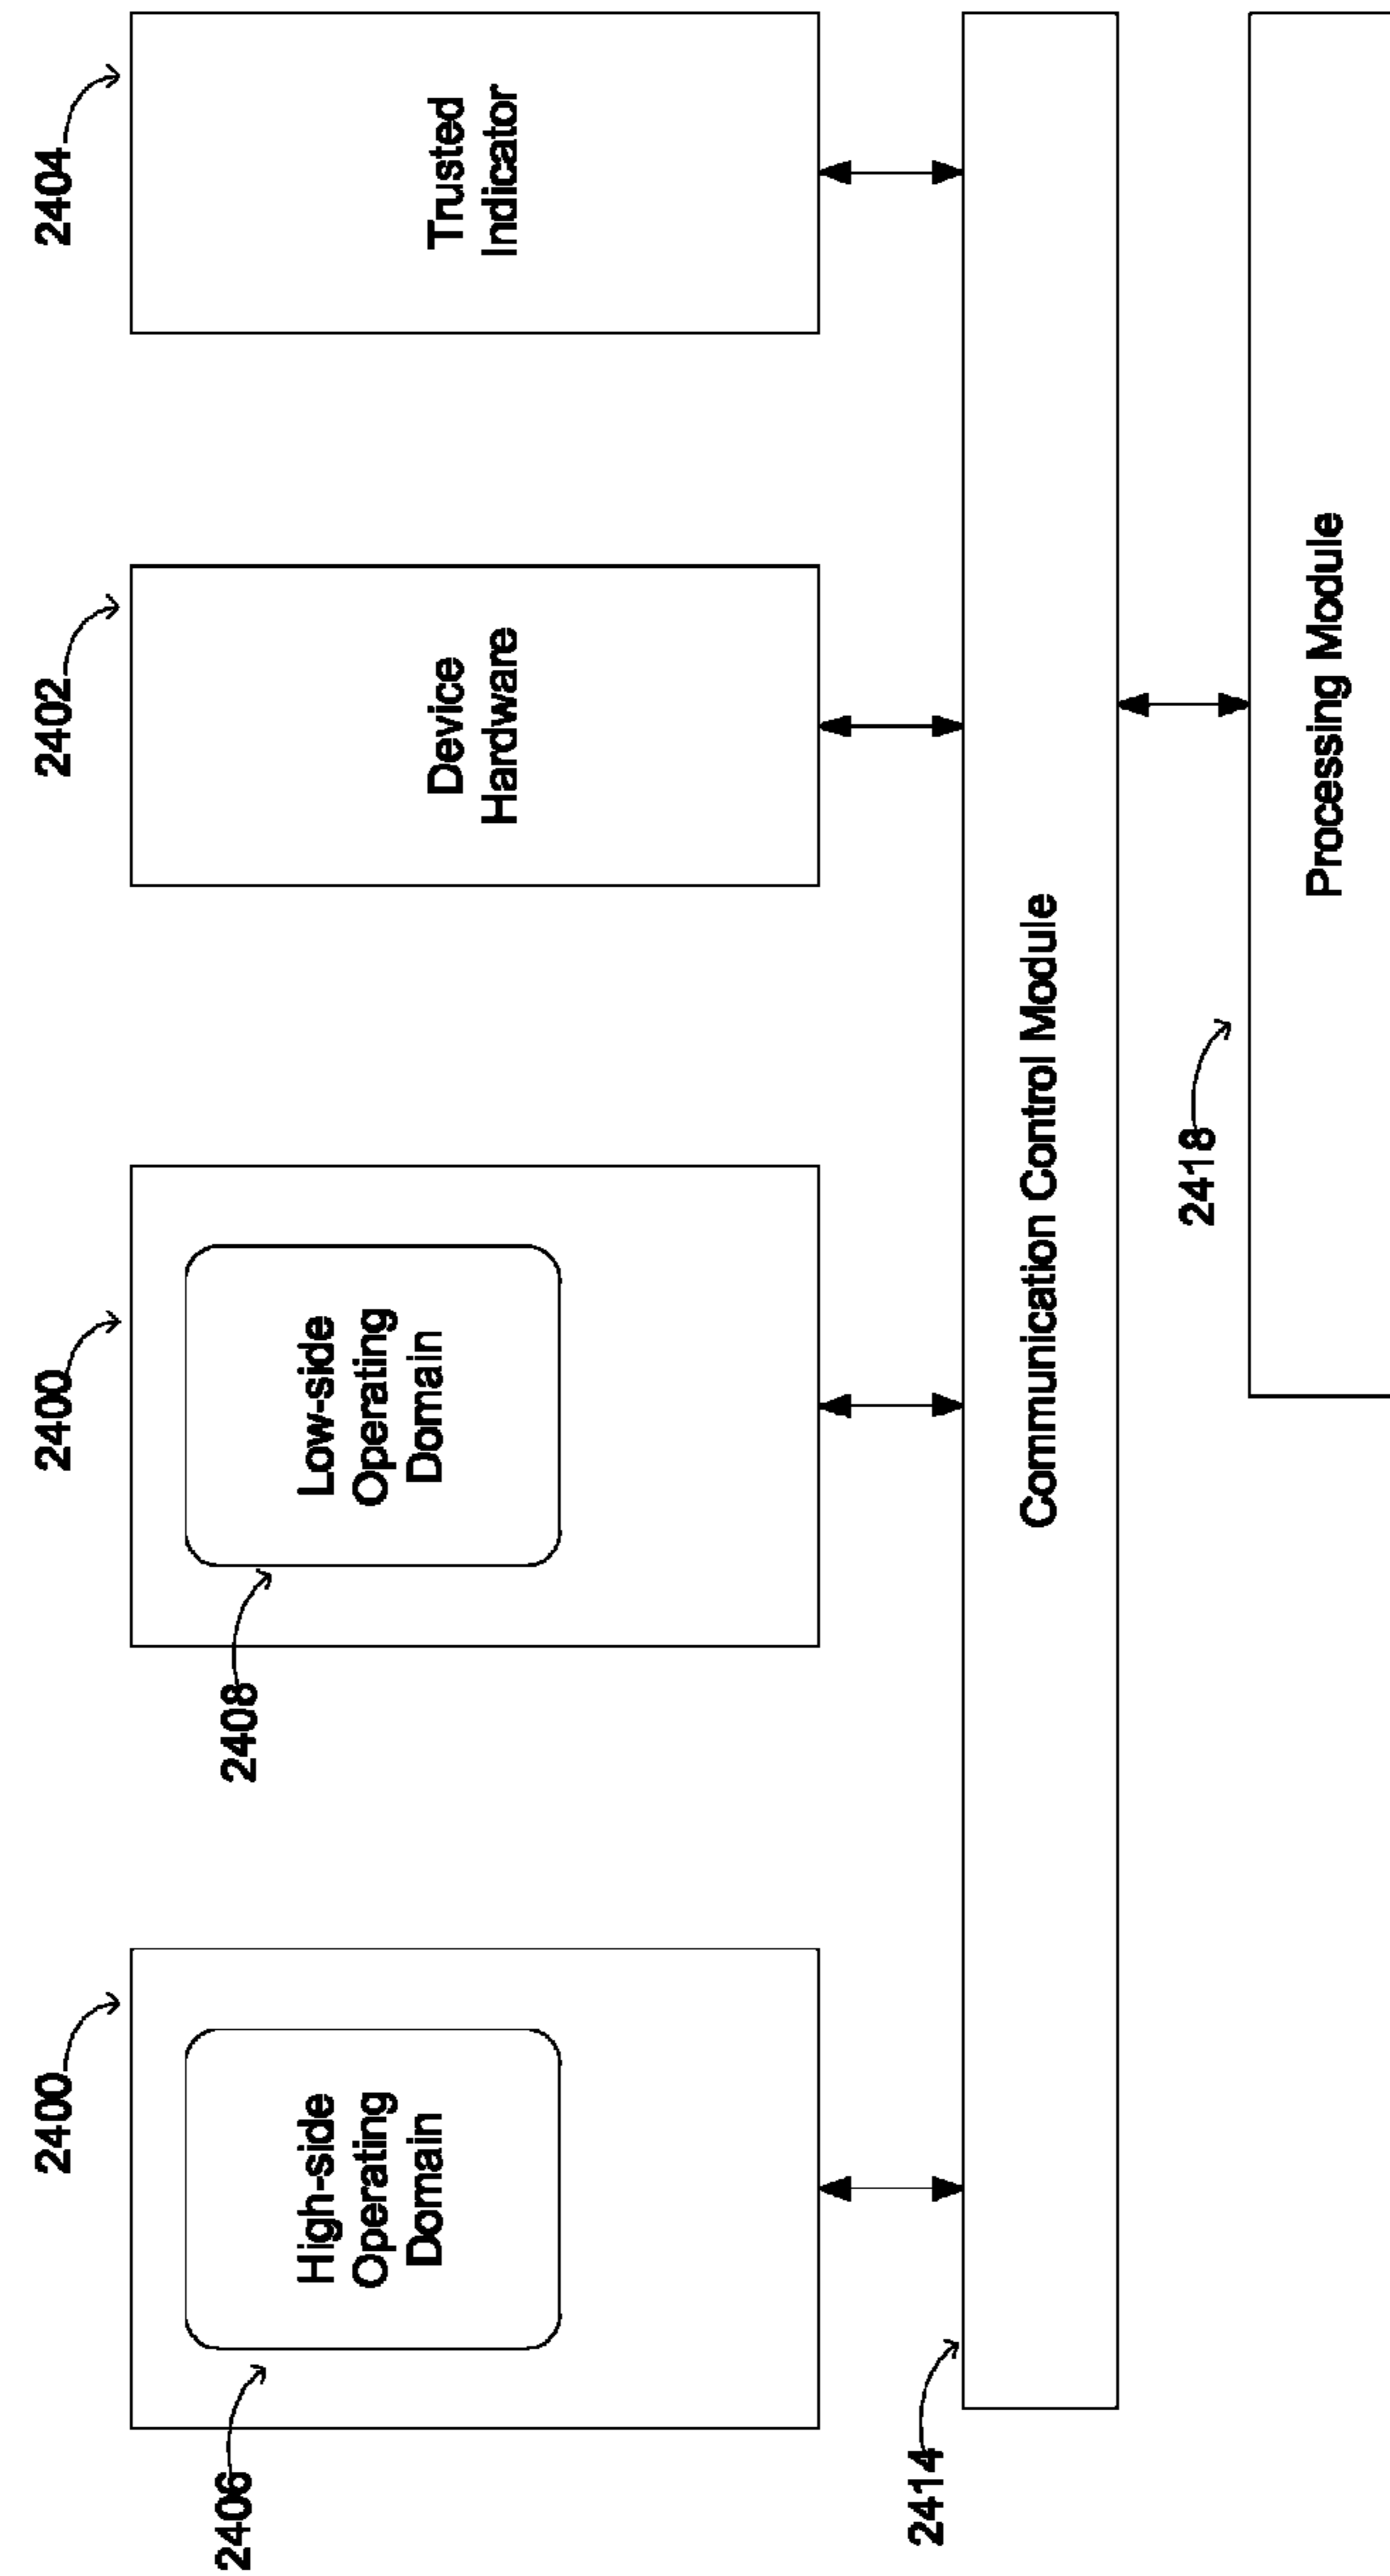 2400
2400
2402
2404
2406
High-side
Operating
Domain
2408
Low-side
Operating
Domain
Device
Hardware
Trusted
Indicator
2414
Communication Control Module
2418
Processing Module